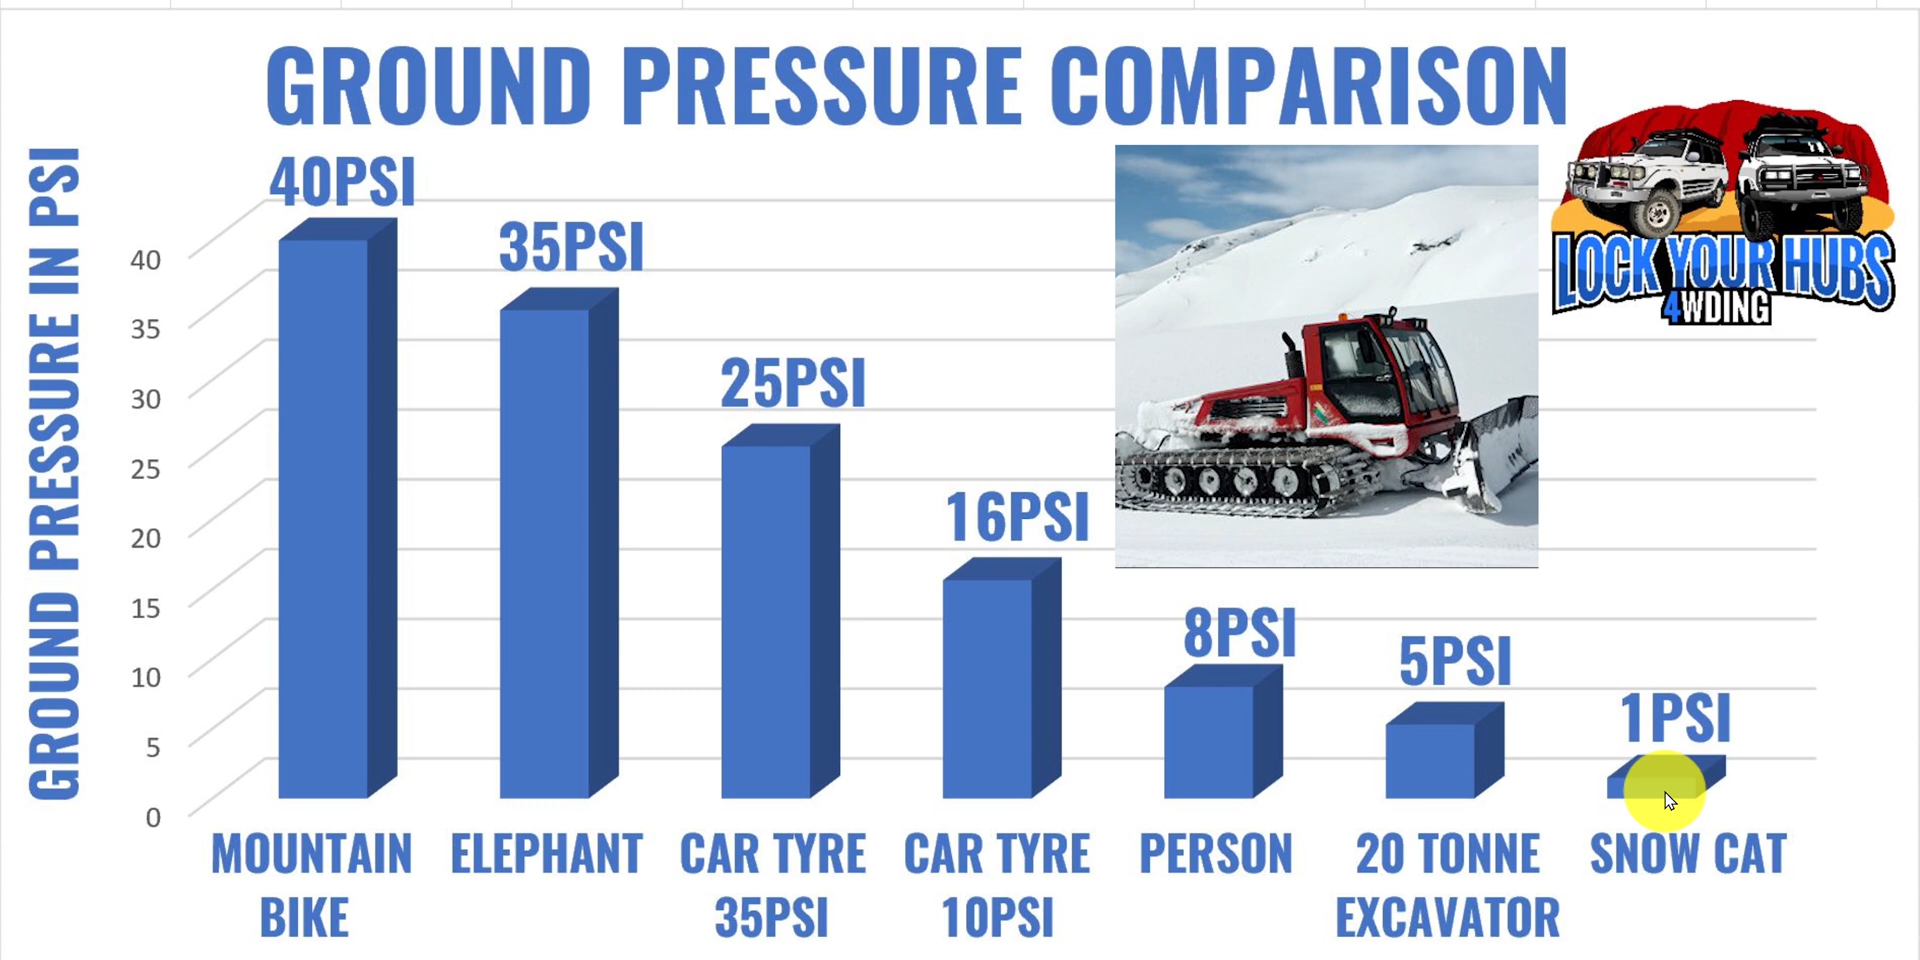 GROUND PRESSURE COMPARISON
GROUND PRESSURE IN PSI
40PSI
35PSI
25PSI
16PSI
8PSI
5PSI
1PSI
40
35
30
25
20
15
10
5
0
MOUNTAIN
BIKE
ELEPHANT
CAR TYRE
35PSI
CAR TYRE
10PSI
PERSON
20 TONNE
EXCAVATOR
SNOW CAT
LOCK YOUR HUBS
4WDING